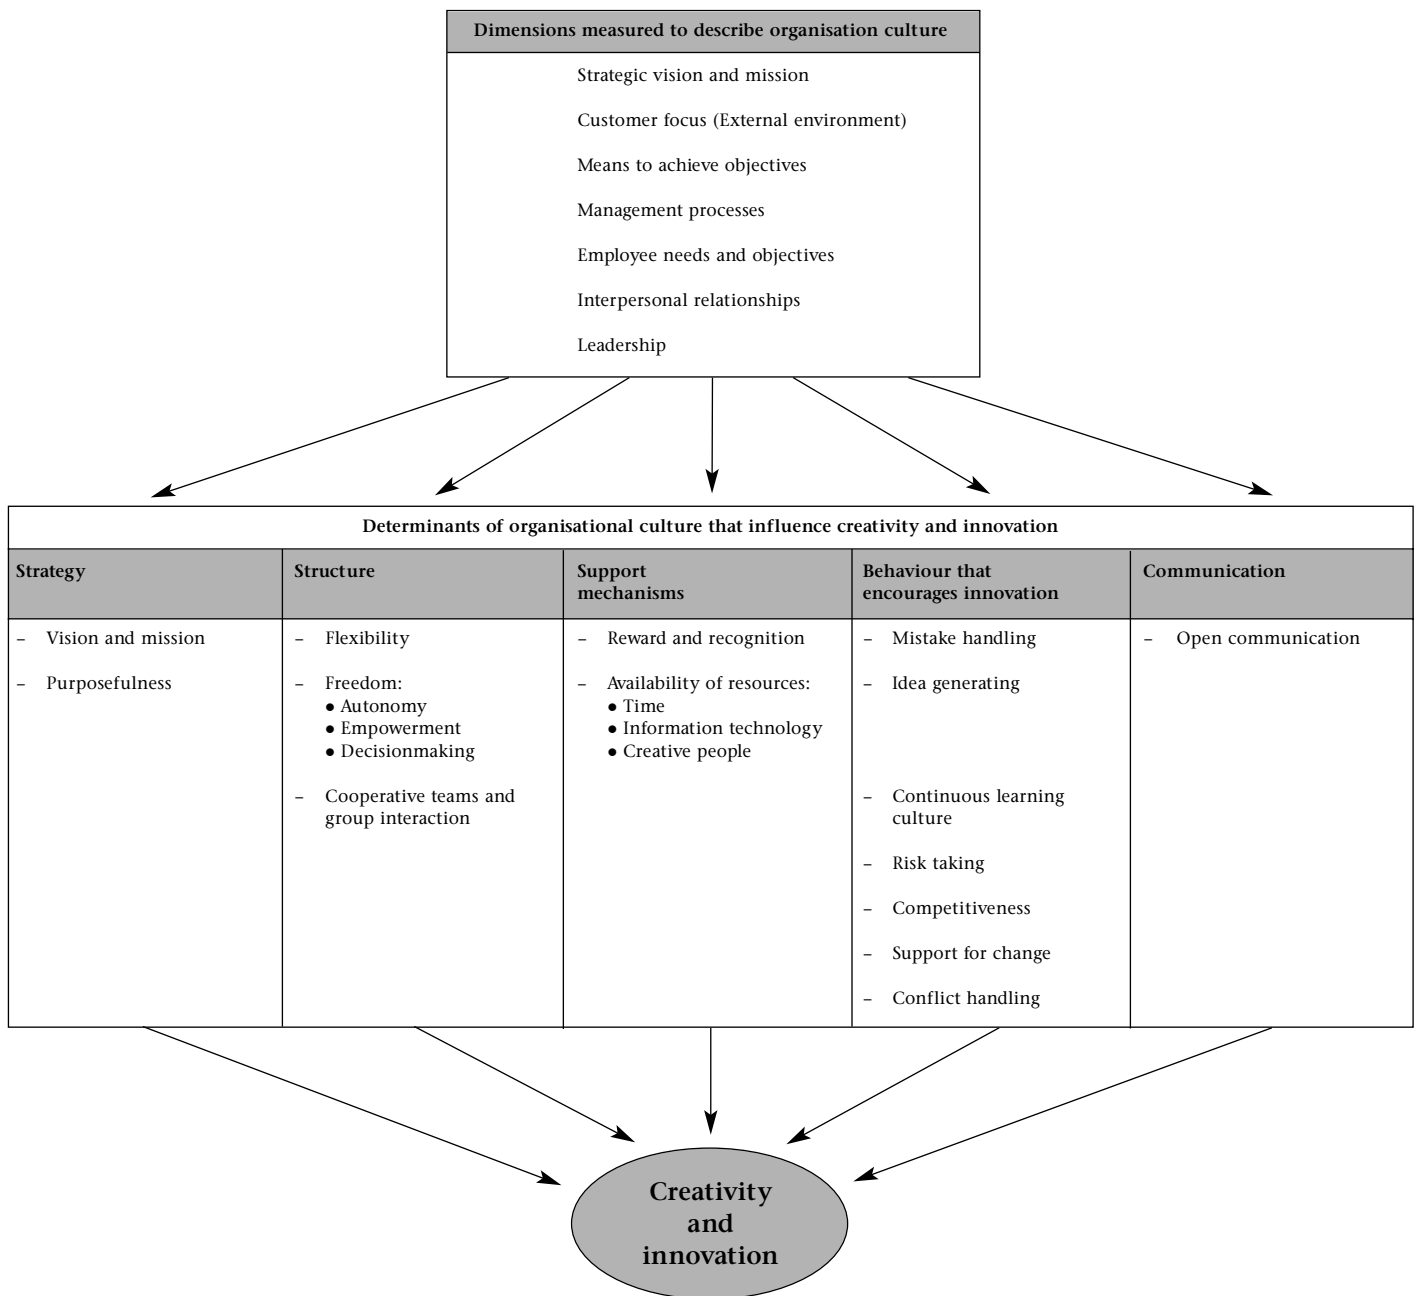 Dimensions measured to describe organisation culture
Strategic vision and mission
Customer focus (External environment)
Means to achieve objectives
Management processes
Employee needs and objectives
Interpersonal relationships
Leadership
Determinants of organisational culture that influence creativity and innovation
Strategy
– Vision and mission
– Purposefulness
Structure
– Flexibility
– Freedom:
● Autonomy
● Empowerment
● Decisionmaking
– Cooperative teams and
group interaction
Support
mechanisms
– Reward and recognition
– Availability of resources:
● Time
● Information technology
● Creative people
Behaviour that
encourages innovation
– Mistake handling
– Idea generating
– Continuous learning
culture
– Risk taking
– Competitiveness
– Support for change
– Conflict handling
Communication
– Open communication
Creativity
and
innovation